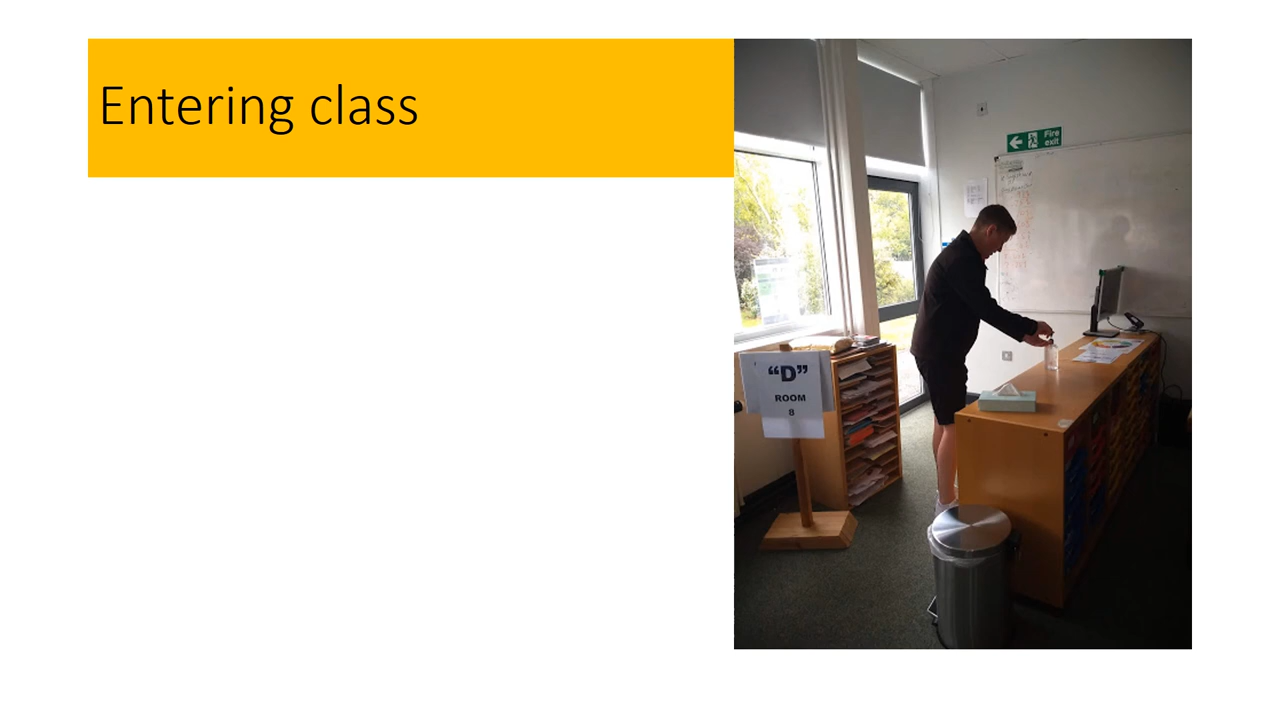 Entering class
Fire
exit
“D”
ROOM
8